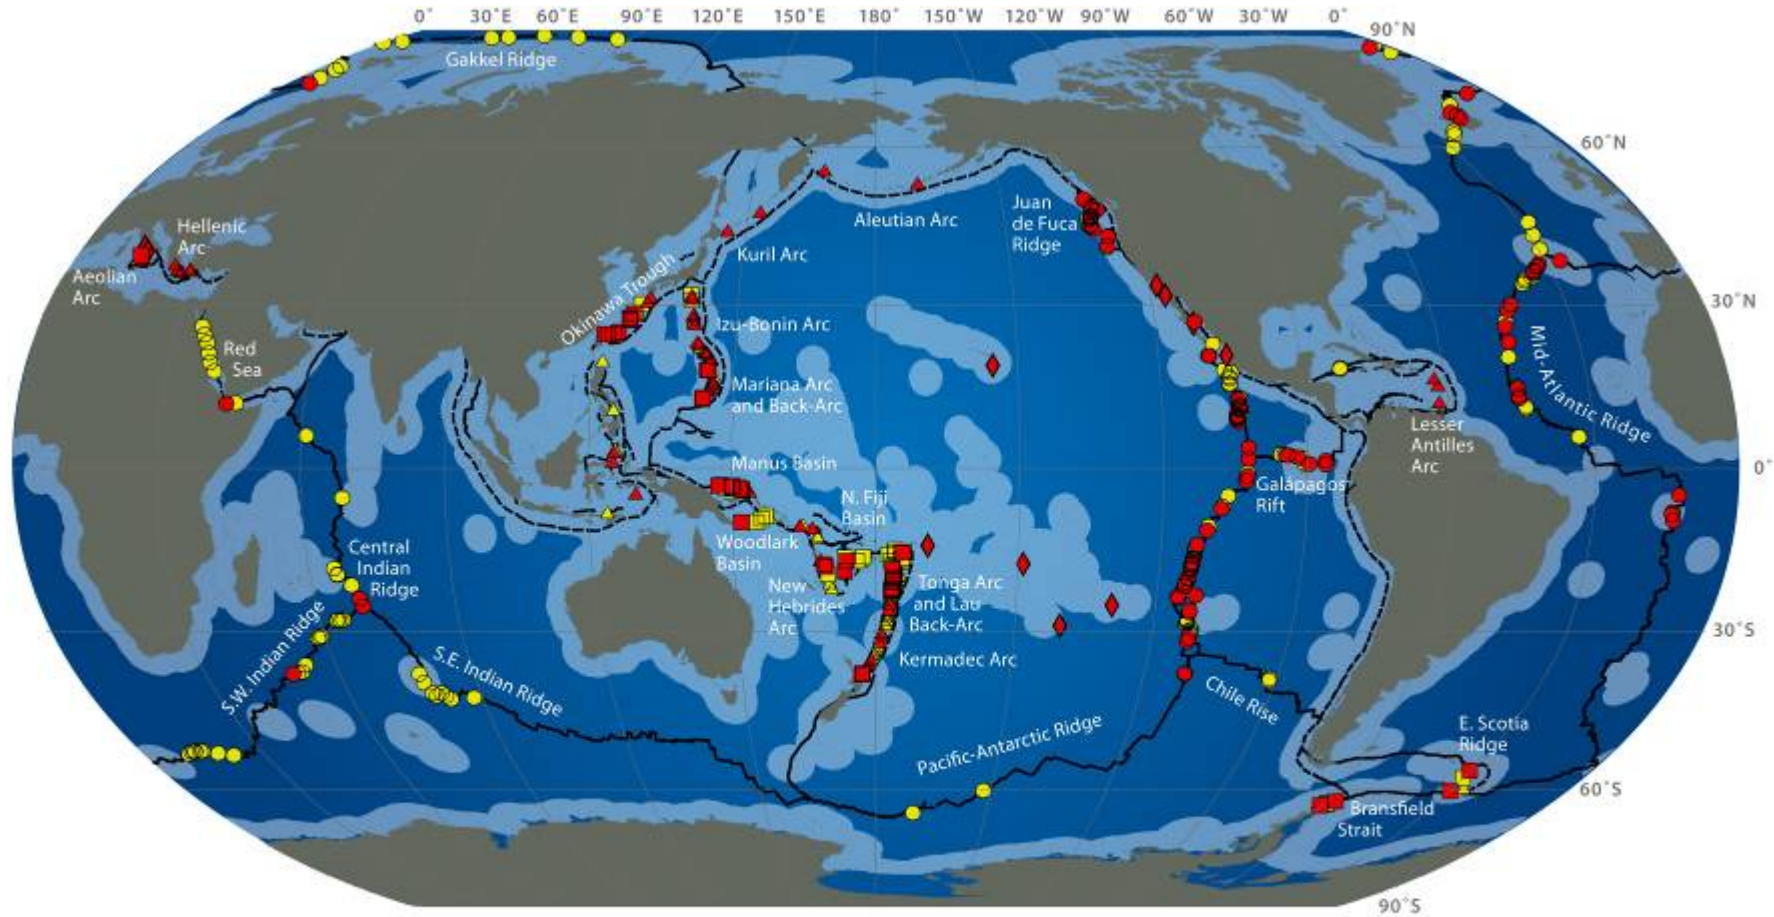 0˚ 30˚E 60˚E 90˚E 120˚E 150˚E 180˚ 150˚W 120˚W 90˚W 60˚W 30˚W 0˚
90˚N
Gakkel Ridge
60˚N
Hellenic
Arc
Aeolian
Arc
Juan
de Fuca
Ridge
Aleutian Arc
Kuril Arc
Okinawa Trough
30˚N
Izu-Bonin Arc
Red
Sea
Mid-Atlantic Ridge
Mariana Arc
and Back-Arc
Lesser
Antilles
Arc
Manus Basin
0˚
Galápagos
Rift
N. Fiji
Basin
Woodlark
Basin
Central
Indian
Ridge
New
Hebrides
Arc
Tonga Arc
and Lau
Back-Arc
30˚S
S.W. Indian Ridge
S.E. Indian Ridge
Kermadec Arc
Chile Rise
E. Scotia
Ridge
Pacific-Antarctic Ridge
60˚S
Bransfield
Strait
90˚S